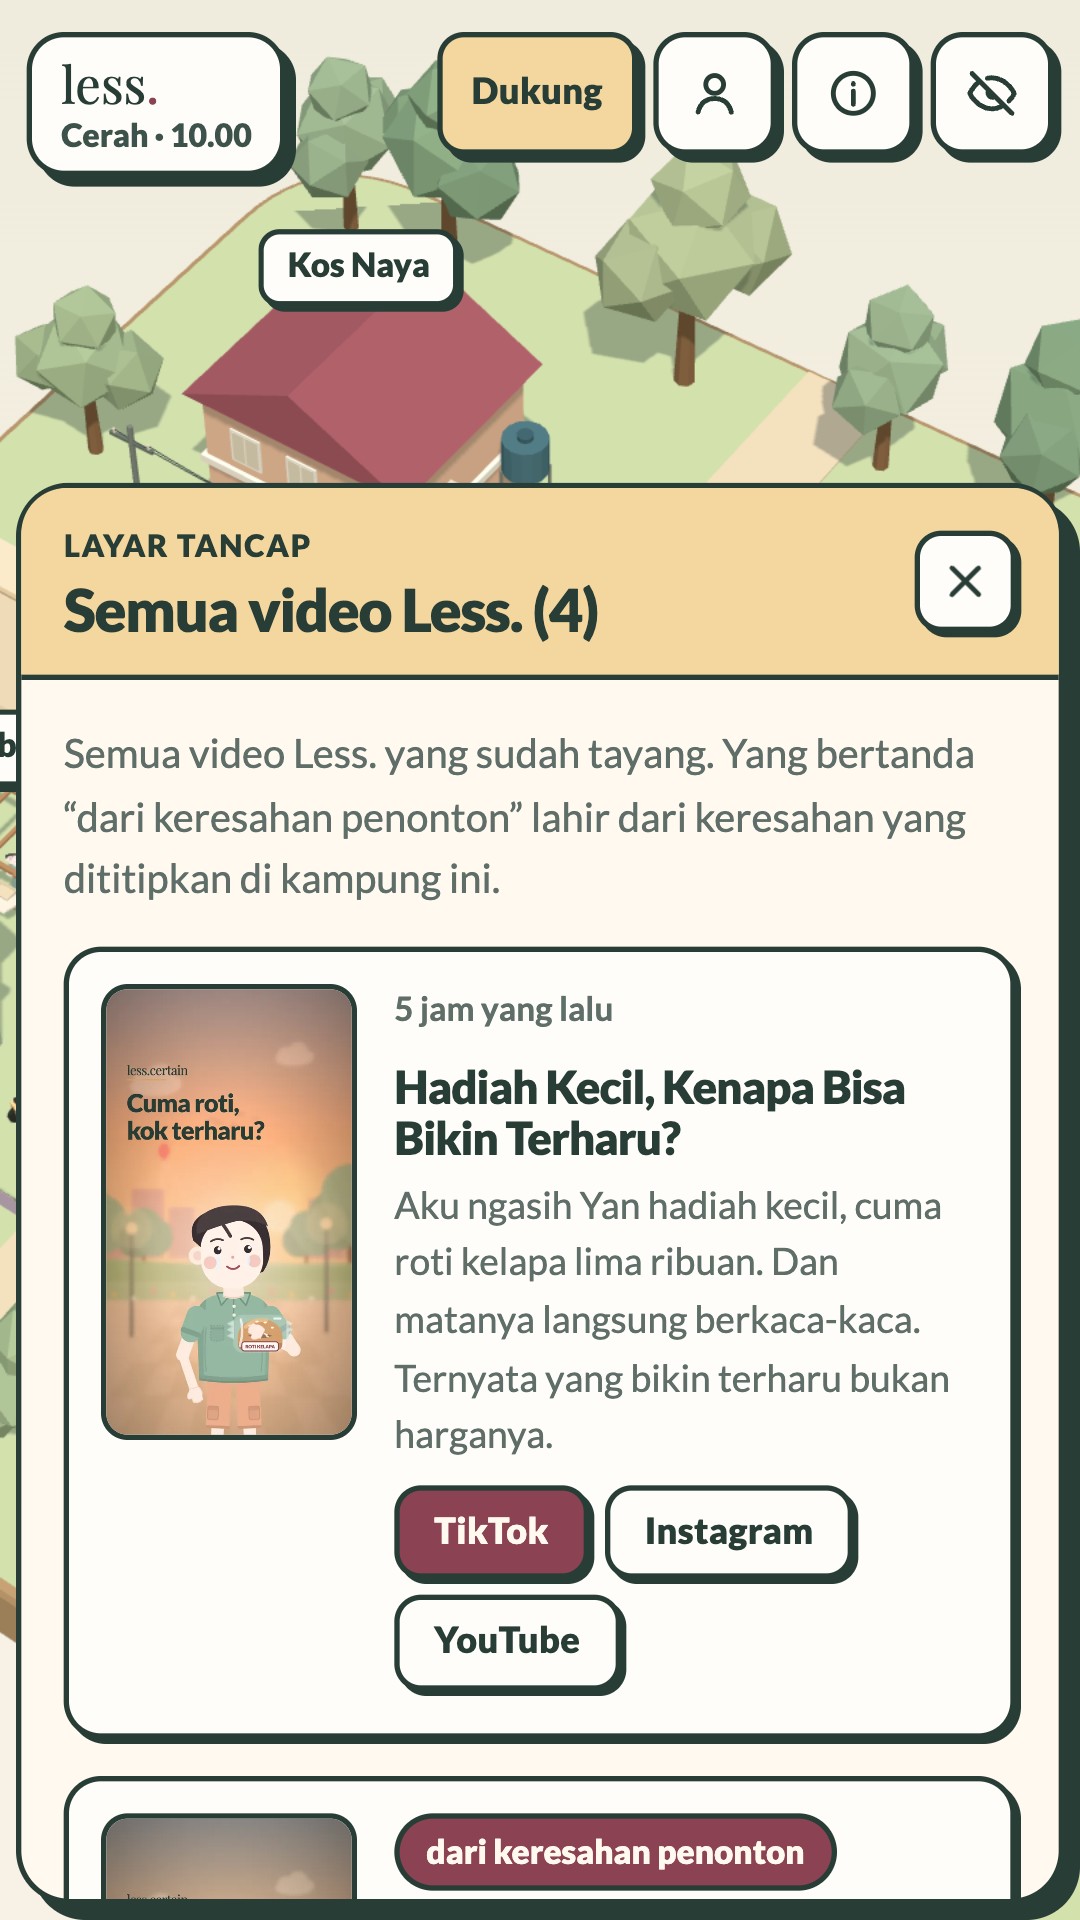 less.
Cerah · 10.00
Dukung
Kos Naya
LAYAR TANCAP
Semua video Less. (4)
b
Semua video Less. yang sudah tayang. Yang bertanda
“dari keresahan penonton” lahir dari keresahan yang
dititipkan di kampung ini.
less.certain
Cuma roti,
kok terharu?
ROTI KELAPA
5 jam yang lalu
Hadiah Kecil, Kenapa Bisa
Bikin Terharu?
Aku ngasih Yan hadiah kecil, cuma
roti kelapa lima ribuan. Dan
matanya langsung berkaca-kaca.
Ternyata yang bikin terharu bukan
harganya.
TikTok
Instagram
YouTube
dari keresahan penonton